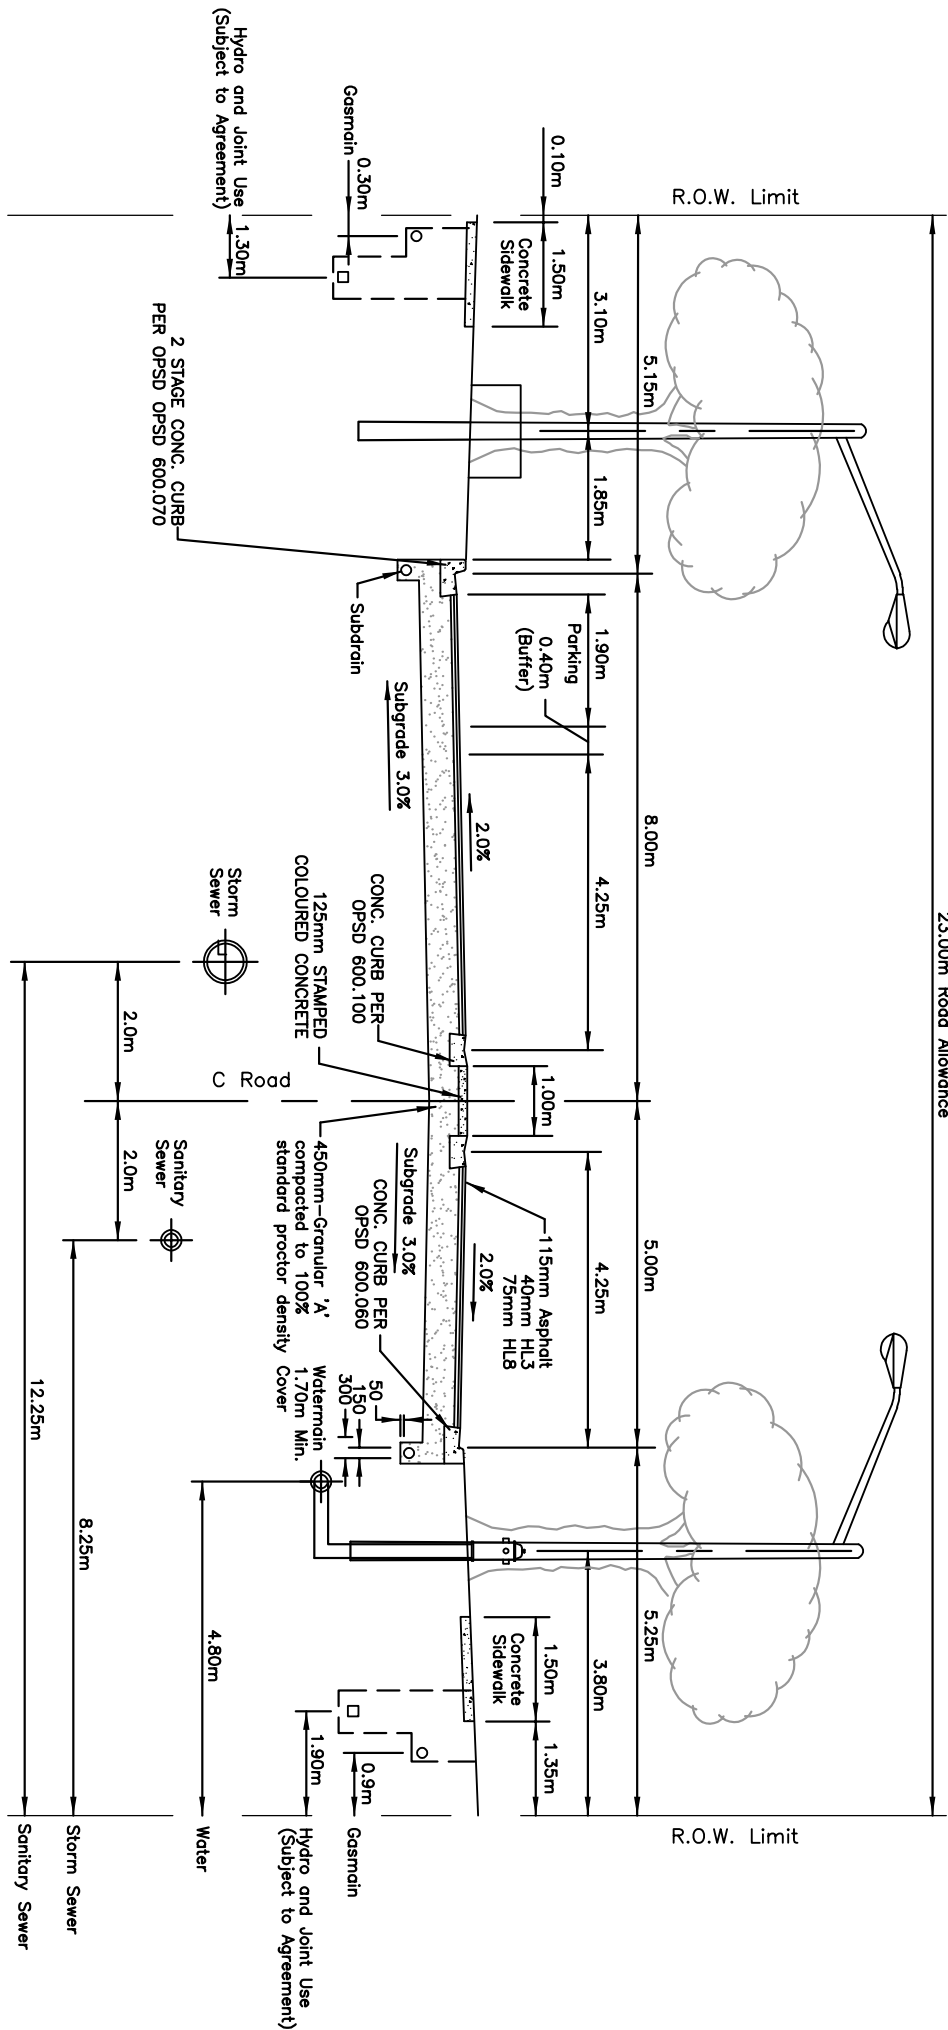 23.00m Road Allowance
R.O.W. Limit
R.O.W. Limit
5.15m
8.00m
5.00m
5.25m
0.10m
3.10m
1.85m
1.90m
Parking
0.40m
(Buffer)
4.25m
4.25m
3.80m
1.50m
Concrete
Sidewalk
1.00m
115mm Asphalt
40mm HL3
75mm HL8
1.50m
Concrete
Sidewalk
1.35m
2.0%
2.0%
Gasmain
0.30m
Hydro and Joint Use
(Subject to Agreement)
1.30m
2 STAGE CONC. CURB
PER OPSD OPSD 600.070
Subdrain
Subgrade 3.0%
Subgrade 3.0%
CONC. CURB PER
OPSD 600.100
125mm STAMPED
COLOURED CONCRETE
CONC. CURB PER
OPSD 600.060
450mm-Granular 'A'
compacted to 100%
standard proctor density
50
150
300
Watermain
1.70m Min.
Cover
Storm
Sewer
C Road
Sanitary
Sewer
2.0m
2.0m
0.9m
Gasmain
1.90m
Hydro and Joint Use
(Subject to Agreement)
4.80m
Water
8.25m
Storm Sewer
12.25m
Sanitary Sewer